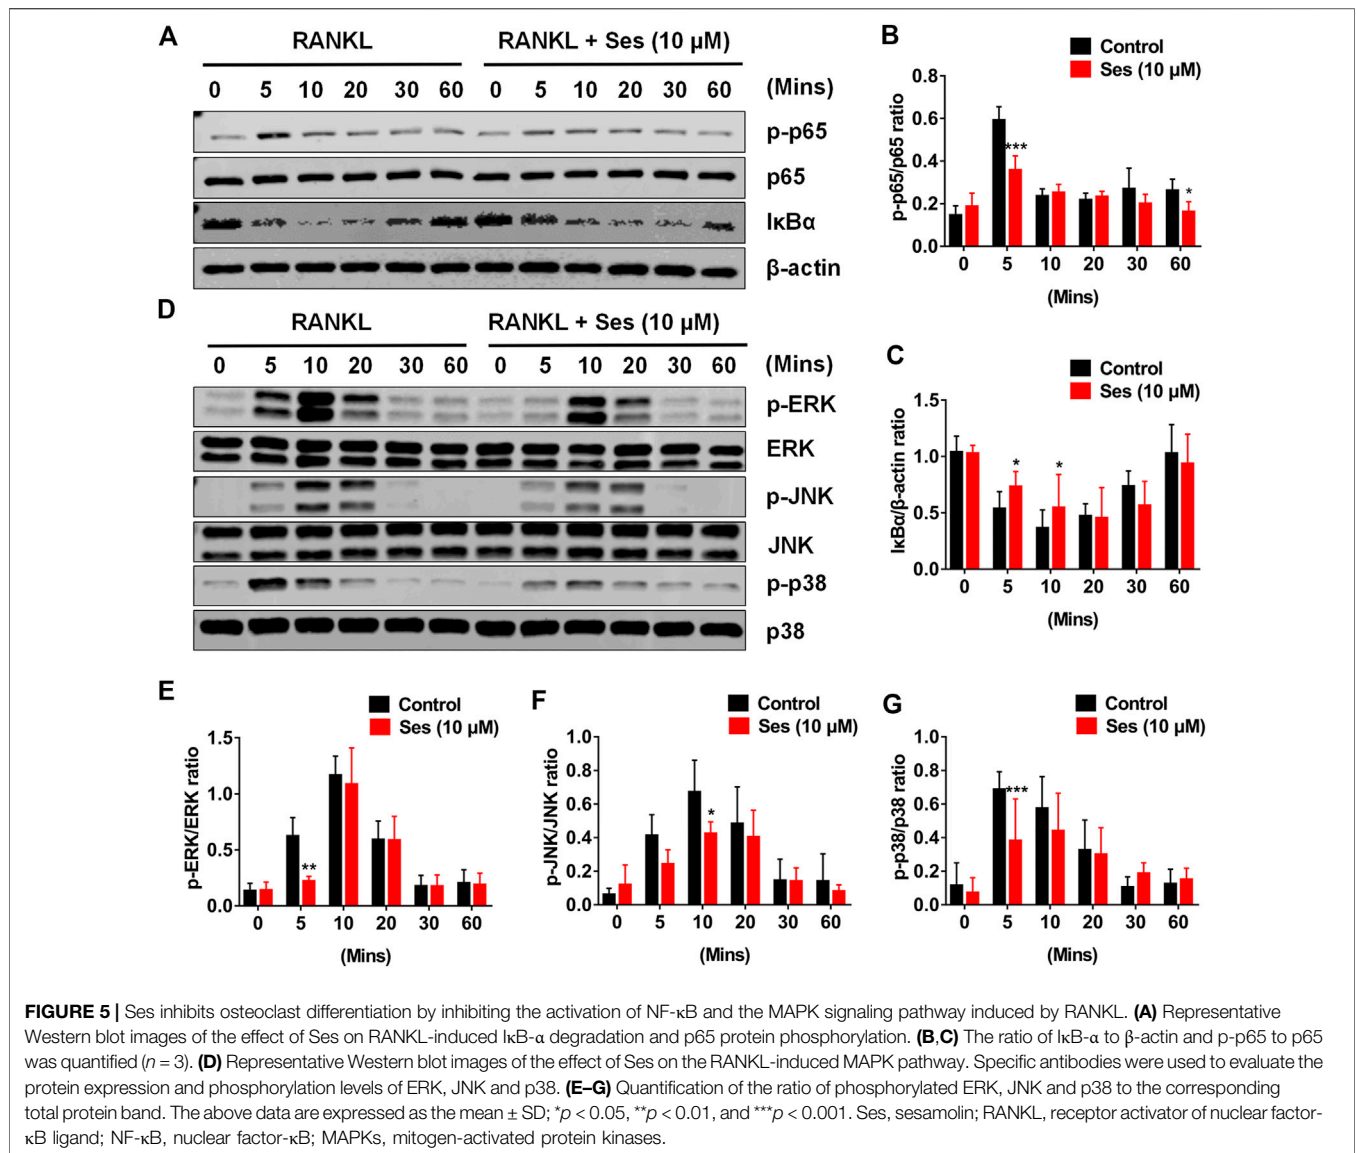 A
RANKL
RANKL + Ses (10 µM)
0 5 10 20 30 60 0 5 10 20 30 60 (Mins)
p-p65
p65
IκBα
β-actin
B
Control
Ses (10 µM)
p-p65/p65 ratio
0.8
0.6
0.4
0.2
0.0
***
*
0 5 10 20 30 60
(Mins)
D
RANKL
RANKL + Ses (10 µM)
0 5 10 20 30 60 0 5 10 20 30 60 (Mins)
p-ERK
ERK
p-JNK
JNK
p-p38
p38
C
Control
Ses (10 µM)
IκBα/β-actin ratio
1.5
1.0
0.5
0.0
*
*
0 5 10 20 30 60
(Mins)
E
Control
Ses (10 µM)
p-ERK/ERK ratio
1.5
1.0
0.5
0.0
**
0 5 10 20 30 60
(Mins)
F
Control
Ses (10 µM)
p-JNK/JNK ratio
1.0
0.8
0.6
0.4
0.2
0.0
*
0 5 10 20 30 60
(Mins)
G
Control
Ses (10 µM)
p-p38/p38 ratio
1.0
0.8
0.6
0.4
0.2
0.0
***
0 5 10 20 30 60
(Mins)
FIGURE 5 | Ses inhibits osteoclast differentiation by inhibiting the activation of NF-κB and the MAPK signaling pathway induced by RANKL. (A) Representative
Western blot images of the effect of Ses on RANKL-induced IκB-α degradation and p65 protein phosphorylation. (B,C) The ratio of IκB-α to β-actin and p-p65 to p65
was quantified (n = 3). (D) Representative Western blot images of the effect of Ses on the RANKL-induced MAPK pathway. Specific antibodies were used to evaluate the
protein expression and phosphorylation levels of ERK, JNK and p38. (E–G) Quantification of the ratio of phosphorylated ERK, JNK and p38 to the corresponding
total protein band. The above data are expressed as the mean ± SD; *p < 0.05, **p < 0.01, and ***p < 0.001. Ses, sesamolin; RANKL, receptor activator of nuclear factor-
κB ligand; NF-κB, nuclear factor-κB; MAPKs, mitogen-activated protein kinases.